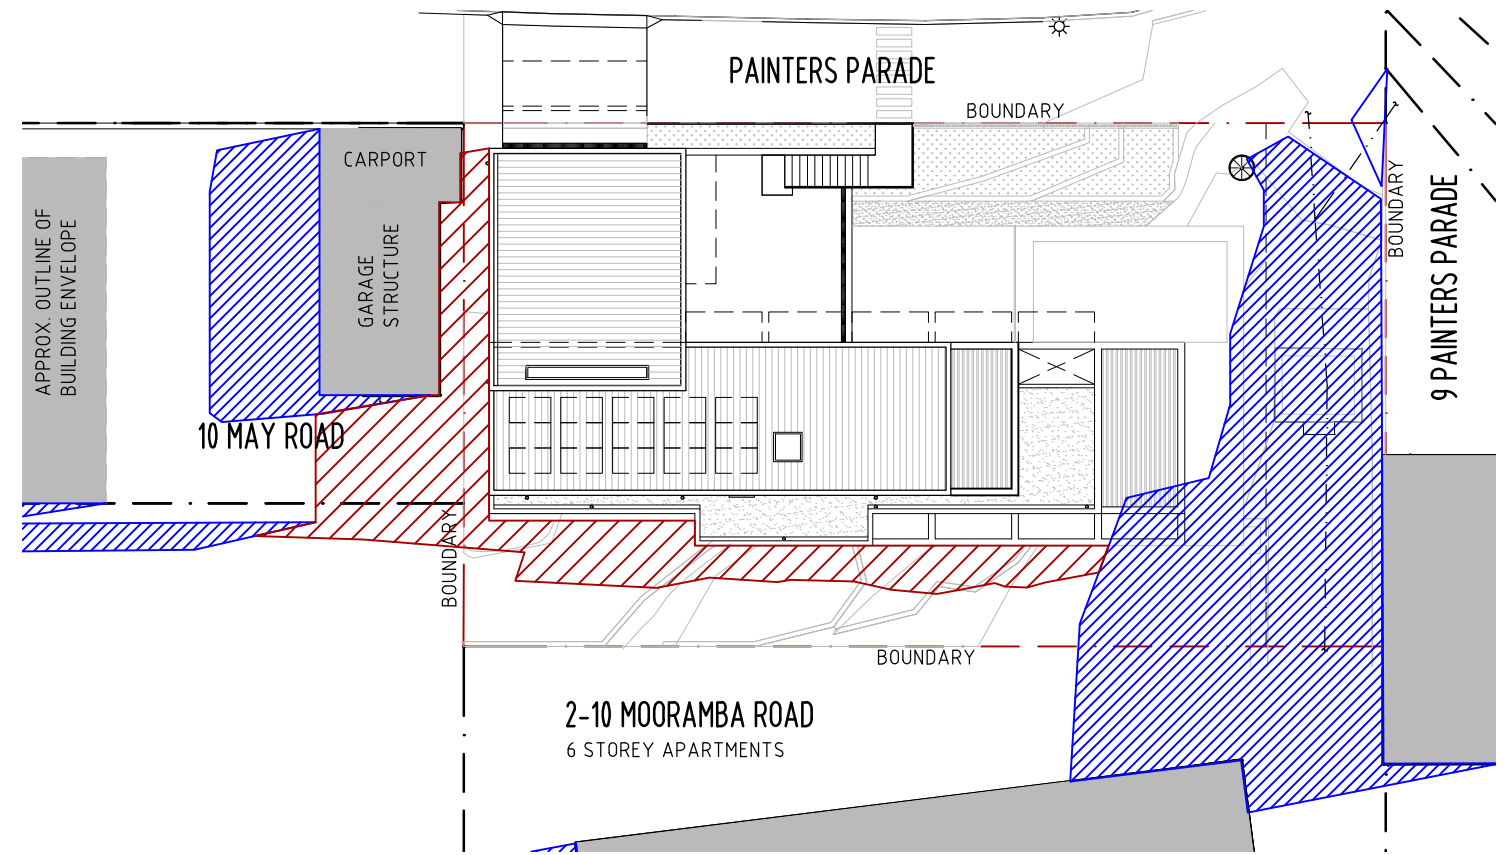 PAINTERS PARADE
BOUNDARY
CARPORT
BOUNDARY
APPROX. OUTLINE OF
BUILDING ENVELOPE
GARAGE
STRUCTURE
9 PAINTERS PARADE
10 MAY ROAD
BOUNDARY
BOUNDARY
2-10 MOORAMBA ROAD
6 STOREY APARTMENTS